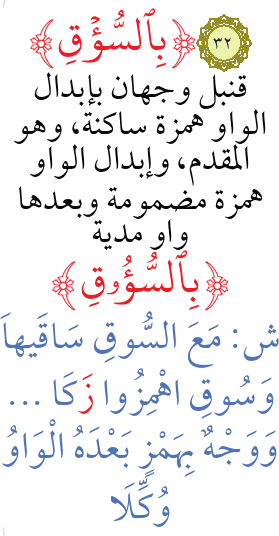 ٣٢ ﴿بِٱلسُّؤۡقِ﴾
قنبل وجهان بإبدال
الواو همزة ساكنة، وهو
المقدم، وإبدال الواو
همزة مضمومة وبعدها
واو مدية
﴿بِٱلسُّؤُوقِ﴾
ش: مَعَ السُّوقِ سَاقَيهاَ
وَسُوقِ اهْمِزُوا زَكَا ...
وَوَجْهٌ بِهَمْزٍ بَعْدَهُ الْوَاوُ
وُكِّلَا